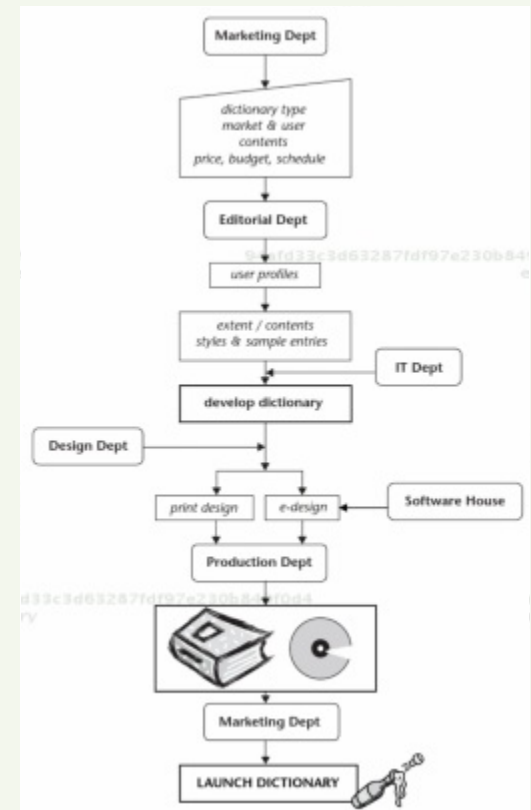 Marketing Dept
dictionary type
market & user
contents
price, budget, schedule
Editorial Dept
user profiles
extent / contents
styles & sample entries
IT Dept
develop dictionary
Design Dept
print design
e-design
Software House
Production Dept
Marketing Dept
LAUNCH DICTIONARY